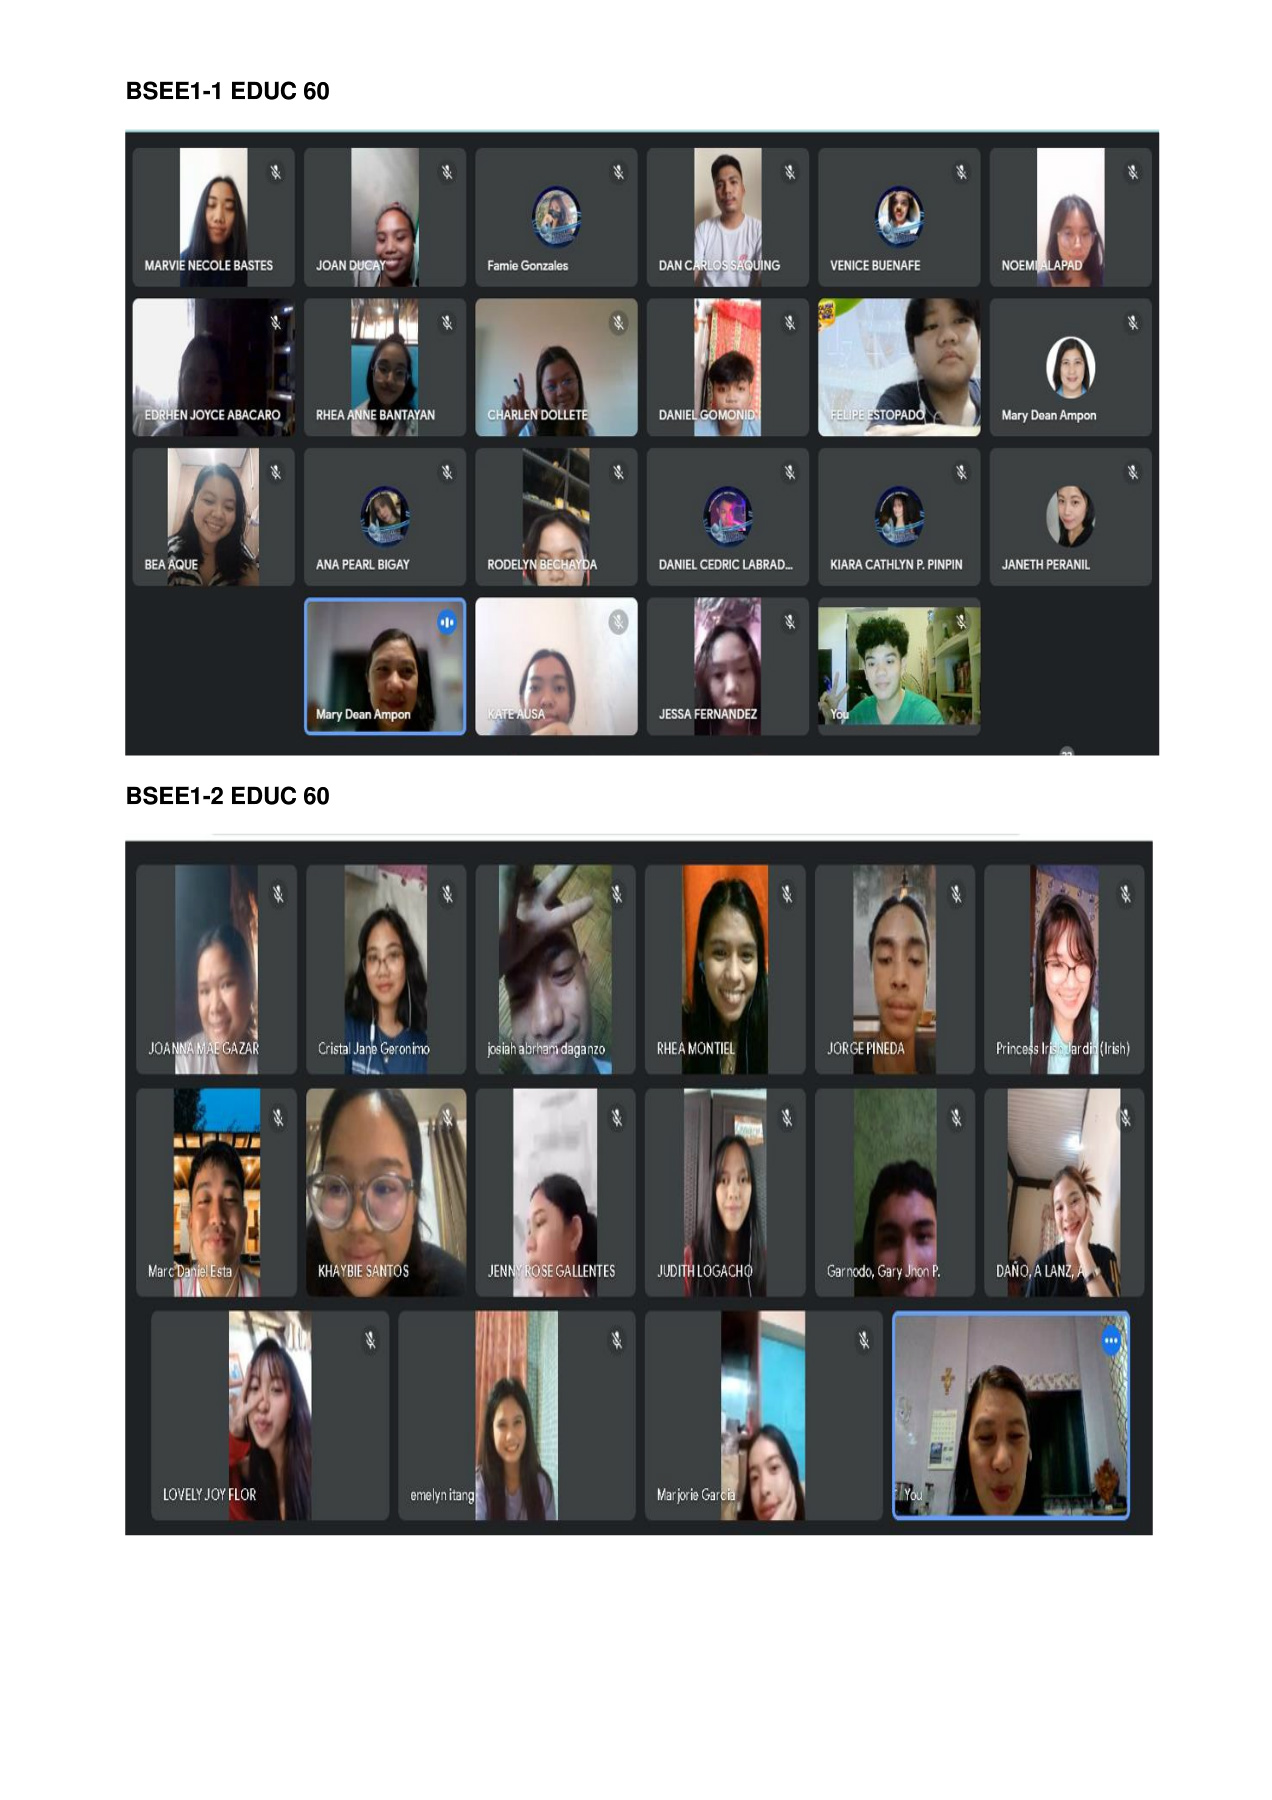 BSEE1-1 EDUC 60
MARVIE NECOLE BASTES
JOAN DUCAY
Famie Gonzales
DAN CARLOS SAQUING
VENICE BUENAFE
NOEMI ALAPAD
EDRHEN JOYCE ABACARO
RHEA ANNE BANTAYAN
CHARLEN DOLLETE
DANIEL GOMONID
FELIPE ESTOPADO
Mary Dean Ampon
BEA AQUE
ANA PEARL BIGAY
RODELYN BECHAYDA
DANIEL CEDRIC LABRAD...
KIARA CATHLYN P. PINPIN
JANETH PERANIL
Mary Dean Ampon
KATE AUSA
JESSA FERNANDEZ
You
BSEE1-2 EDUC 60
JOANNA MAE GAZAR
Cristal Jane Geronimo
josiah abrham daganzo
RHEA MONTIEL
JORGE PINEDA
Princess Irish Jardin (Irish)
Marc Daniel Esta
KHAYBIE SANTOS
JENNY ROSE GALLENTES
JUDITH LOGACHO
Garnodo, Gary Jhon P.
DAÑO, A LANZ, A
LOVELY JOY FLOR
emelyn itang
Marjorie Garcia
You